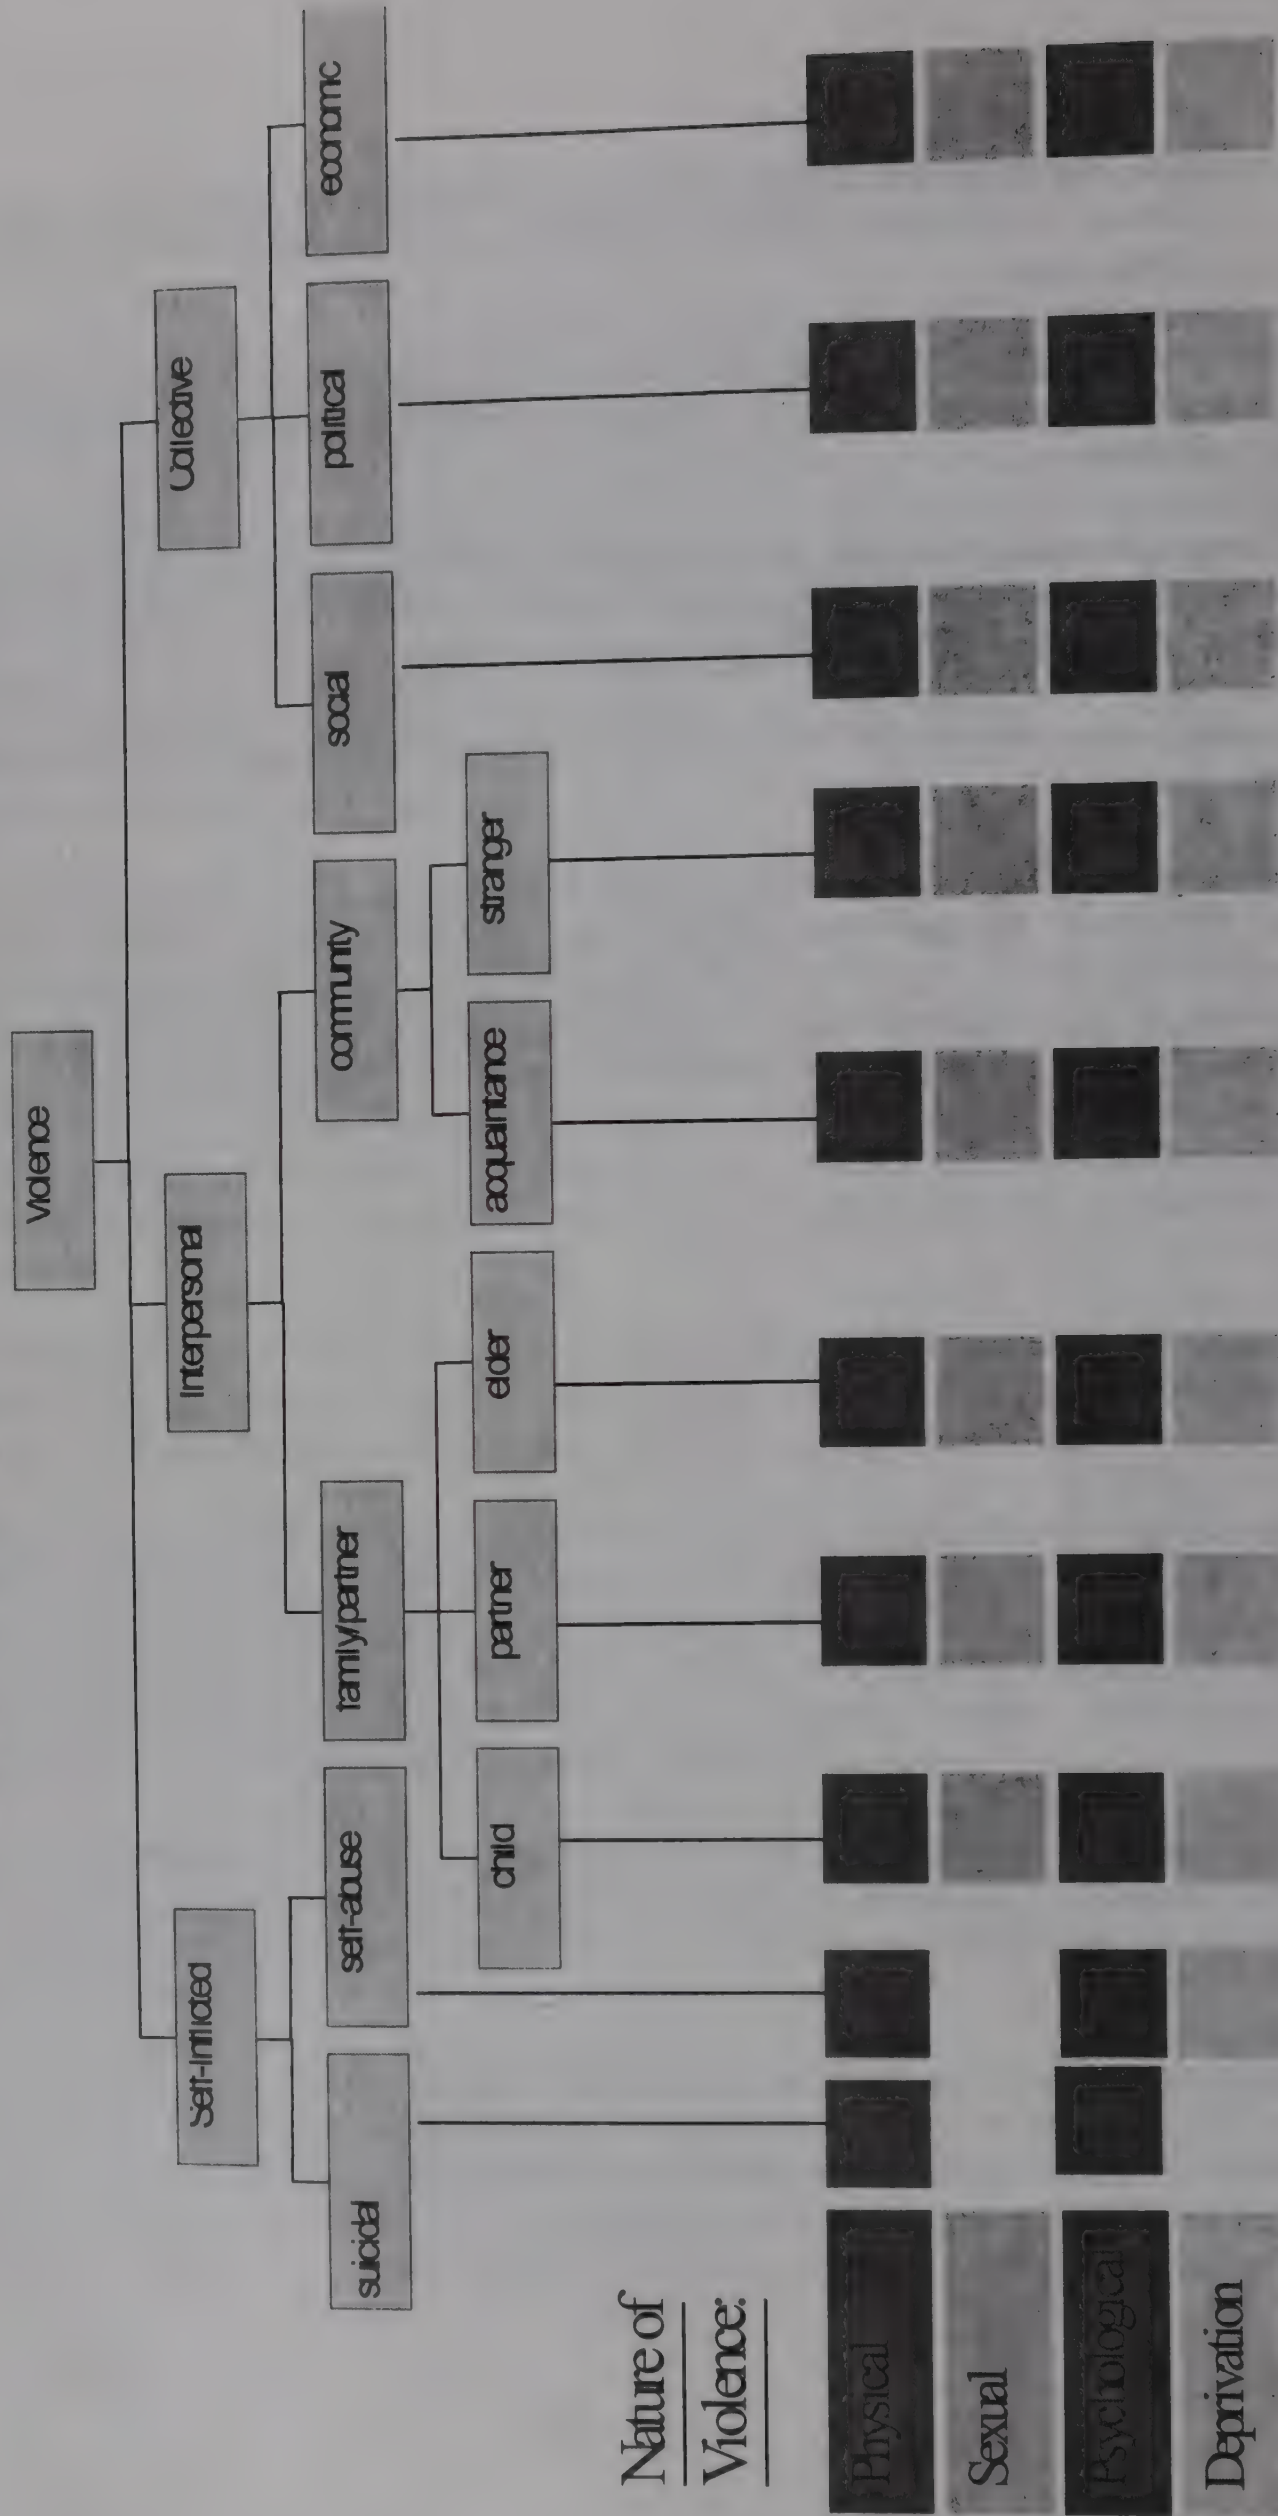 Violence
Self-Inflicted
Interpersonal
Collective
suicidal
self-abuse
family/partner
community
social
political
economic
child
partner
elder
acquaintance
stranger
Nature of
Violence:
Physical
Sexual
Psychological
Deprivation